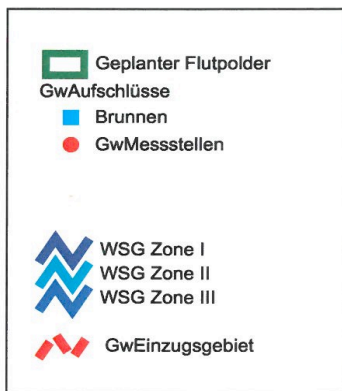 Geplanter Flutpolder
GwAufschlüsse
Brunnen
GwMessstellen
WSG Zone I
WSG Zone II
WSG Zone III
GwEinzugsgebiet